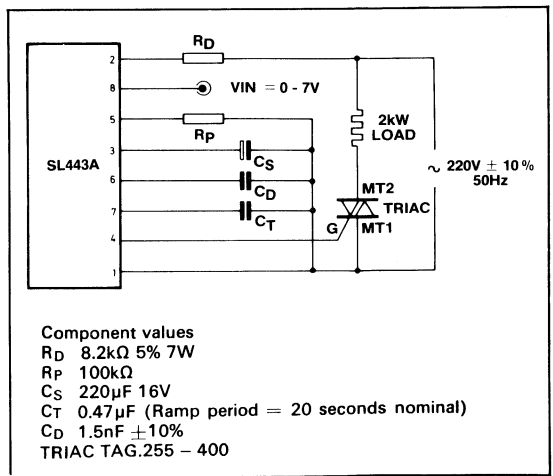 2
RD
8
VIN = 0 - 7V
5
RP
2kW
LOAD
SL443A
3
CS
220V ± 10%
50Hz
6
CD
MT2
TRIAC
7
CT
G
MT1
4
1
Component values
RD 8.2kΩ 5% 7W
RP 100kΩ
CS 220µF 16V
CT 0.47µF (Ramp period = 20 seconds nominal)
CD 1.5nF ±10%
TRIAC TAG.255 – 400